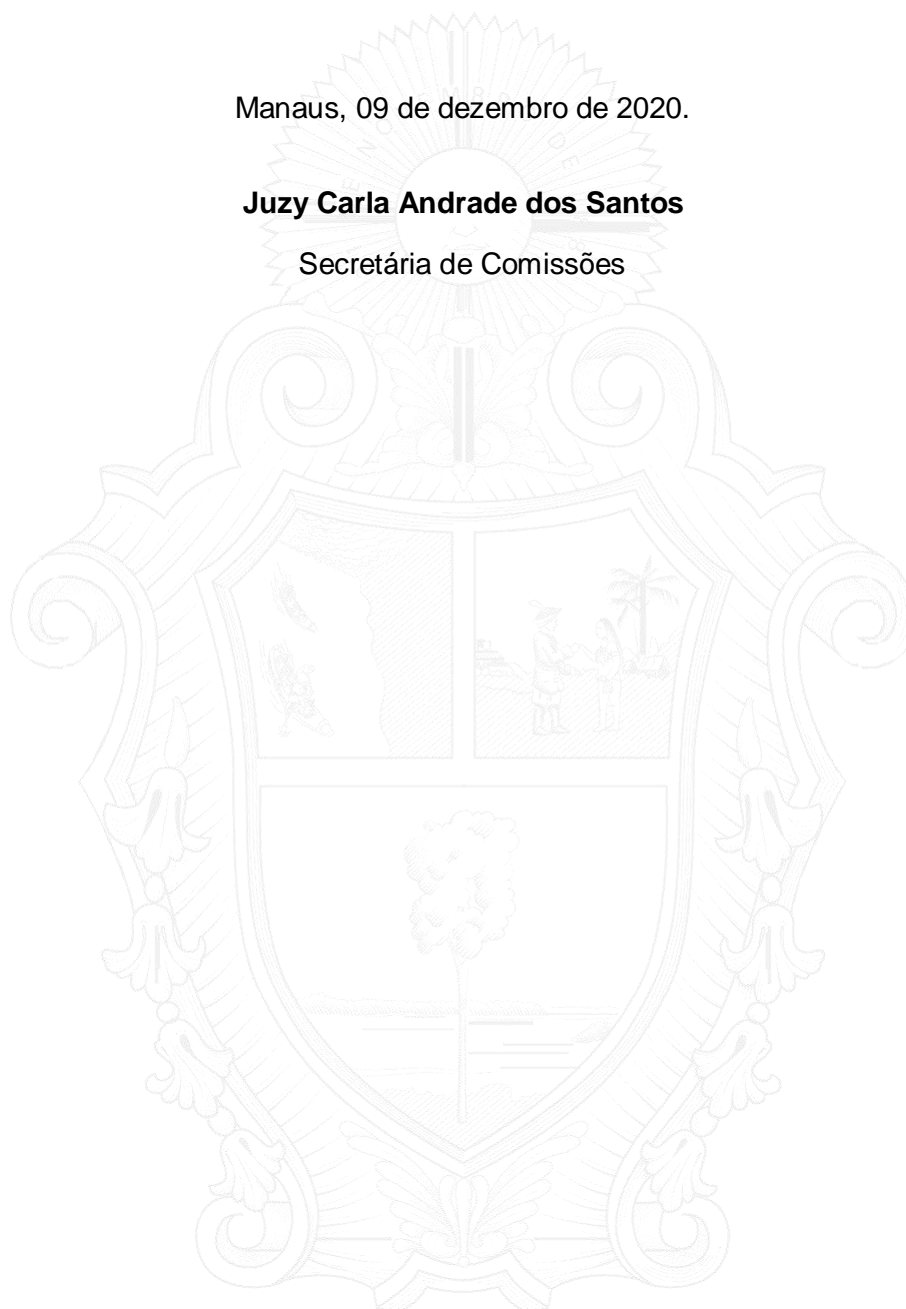 Manaus, 09 de dezembro de 2020.
Juzy Carla Andrade dos Santos
Secretária de Comissões